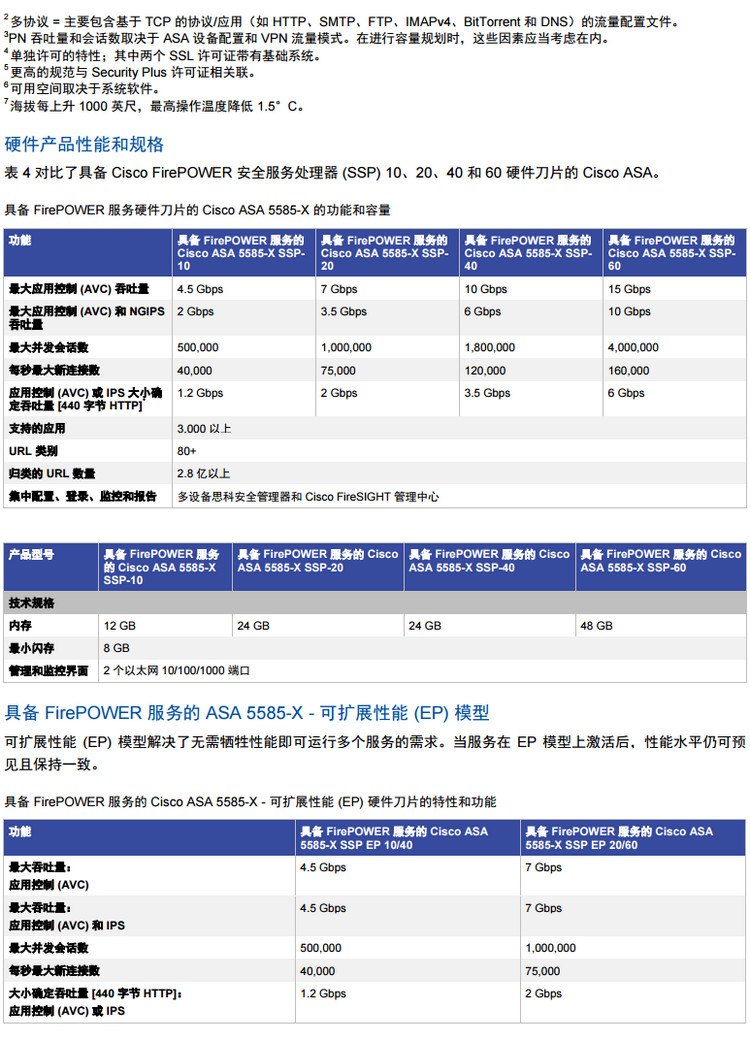 2 多协议 = 主要包含基于 TCP 的协议/应用（如 HTTP、SMTP、FTP、IMAPv4、BitTorrent 和 DNS）的流量配置文件。
3PN 吞吐量和会话数取决于 ASA 设备配置和 VPN 流量模式。在进行容量规划时，这些因素应当考虑在内。
4 单独许可的特性；其中两个 SSL 许可证带有基础系统。
5 更高的规范与 Security Plus 许可证相关联。
6 可用空间取决于系统软件。
7 海拔每上升 1000 英尺，最高操作温度降低 1.5°C。
硬件产品性能和规格
表 4 对比了具备 Cisco FirePOWER 安全服务处理器 (SSP) 10、20、40 和 60 硬件刀片的 Cisco ASA。
具备 FirePOWER 服务硬件刀片的 Cisco ASA 5585-X 的功能和容量
功能 具备 FirePOWER 服务的 具备 FirePOWER 服务的 具备 FirePOWER 服务的 具备 FirePOWER 服务的
Cisco ASA 5585-X SSP- Cisco ASA 5585-X SSP- Cisco ASA 5585-X SSP- Cisco ASA 5585-X SSP-
10 20 40 60
最大应用控制 (AVC) 吞吐量 4.5 Gbps 7 Gbps 10 Gbps 15 Gbps
最大应用控制 (AVC) 和 NGIPS 2 Gbps 3.5 Gbps 6 Gbps 10 Gbps
吞吐量
最大并发会话数 500,000 1,000,000 1,800,000 4,000,000
每秒最大新连接数 40,000 75,000 120,000 160,000
应用控制 (AVC) 或 IPS 大小确 1.2 Gbps 2 Gbps 3.5 Gbps 6 Gbps
定吞吐量 [440 字节 HTTP]
支持的应用 3.000 以上
URL 类别 80+
归类的 URL 数量 2.8 亿以上
集中配置、登录、监控和报告 多设备思科安全管理器和 Cisco FireSIGHT 管理中心
产品型号 具备 FirePOWER 服务 具备 FirePOWER 服务的 Cisco 具备 FirePOWER 服务的 Cisco 具备 FirePOWER 服务的 Cisco
的 Cisco ASA 5585-X ASA 5585-X SSP-20 ASA 5585-X SSP-40 ASA 5585-X SSP-60
SSP-10
技术规格
内存 12 GB 24 GB 24 GB 48 GB
最小闪存 8 GB
管理和监控界面 2 个以太网 10/100/1000 端口
具备 FirePOWER 服务的 ASA 5585-X - 可扩展性能 (EP) 模型
可扩展性能 (EP) 模型解决了无需牺牲性能即可运行多个服务的需求。当服务在 EP 模型上激活后，性能水平仍可预
见且保持一致。
具备 FirePOWER 服务的 Cisco ASA 5585-X - 可扩展性能 (EP) 硬件刀片的特性和功能
功能 具备 FirePOWER 服务的 Cisco ASA 具备 FirePOWER 服务的 Cisco ASA
5585-X SSP EP 10/40 5585-X SSP EP 20/60
最大吞吐量： 4.5 Gbps 7 Gbps
应用控制 (AVC)
最大吞吐量： 4.5 Gbps 7 Gbps
应用控制 (AVC) 和 IPS
最大并发会话数 500,000 1,000,000
每秒最大新连接数 40,000 75,000
大小确定吞吐量 [440 字节 HTTP]： 1.2 Gbps 2 Gbps
应用控制 (AVC) 或 IPS